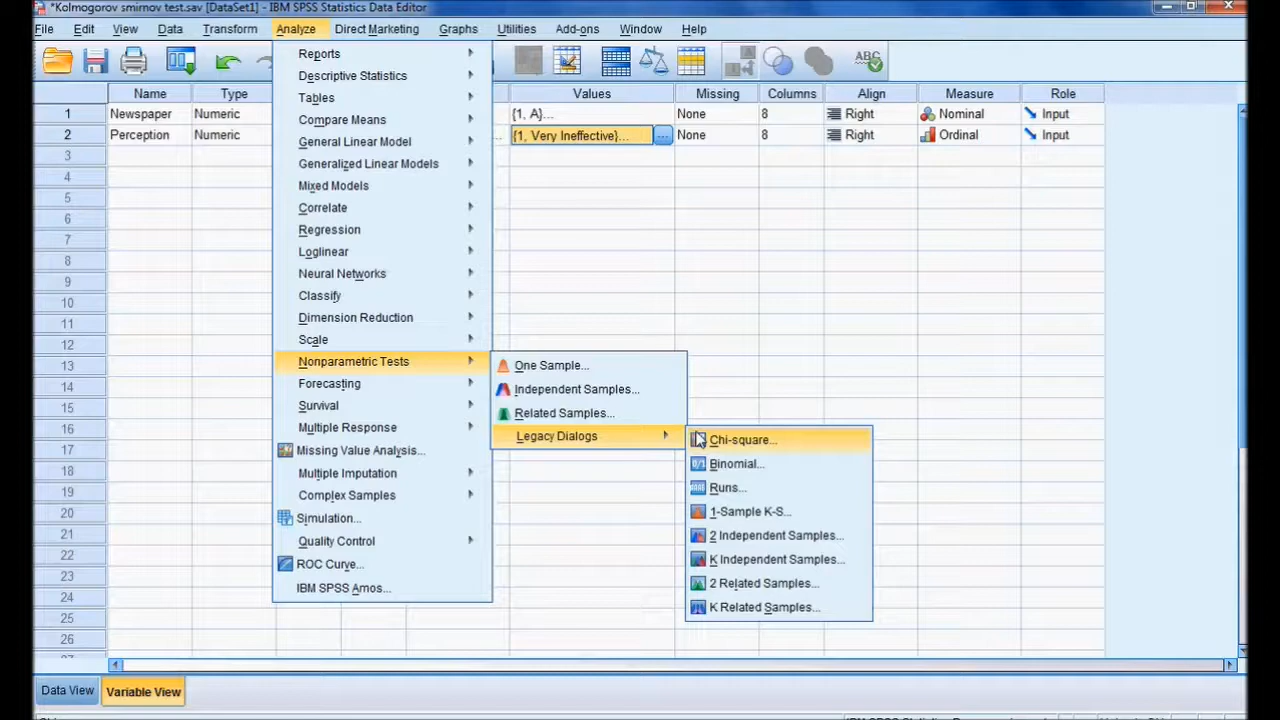 *Kolmogorov smirnov test.sav [DataSet1] - IBM SPSS Statistics Data Editor
File Edit View Data Transform Analyze Direct Marketing Graphs Utilities Add-ons Window Help
Name Type Values Missing Columns Align Measure Role
1 Newspaper Numeric {1, A}... None 8 Right Nominal Input
2 Perception Numeric ... {1, Very Ineffective}... ... None 8 Right Ordinal Input
3
4
5
6
7
8
9
10
11
12
13
14
15
16
17
18
19
20
21
22
23
24
25
26
Reports
Descriptive Statistics
Tables
Compare Means
General Linear Model
Generalized Linear Models
Mixed Models
Correlate
Regression
Loglinear
Neural Networks
Classify
Dimension Reduction
Scale
Nonparametric Tests
Forecasting
Survival
Multiple Response
Missing Value Analysis...
Multiple Imputation
Complex Samples
Simulation...
Quality Control
ROC Curve...
IBM SPSS Amos...
One Sample...
Independent Samples...
Related Samples...
Legacy Dialogs
Chi-square...
Binomial...
Runs...
1-Sample K-S...
2 Independent Samples...
K Independent Samples...
2 Related Samples...
K Related Samples...
ABC
Data View Variable View